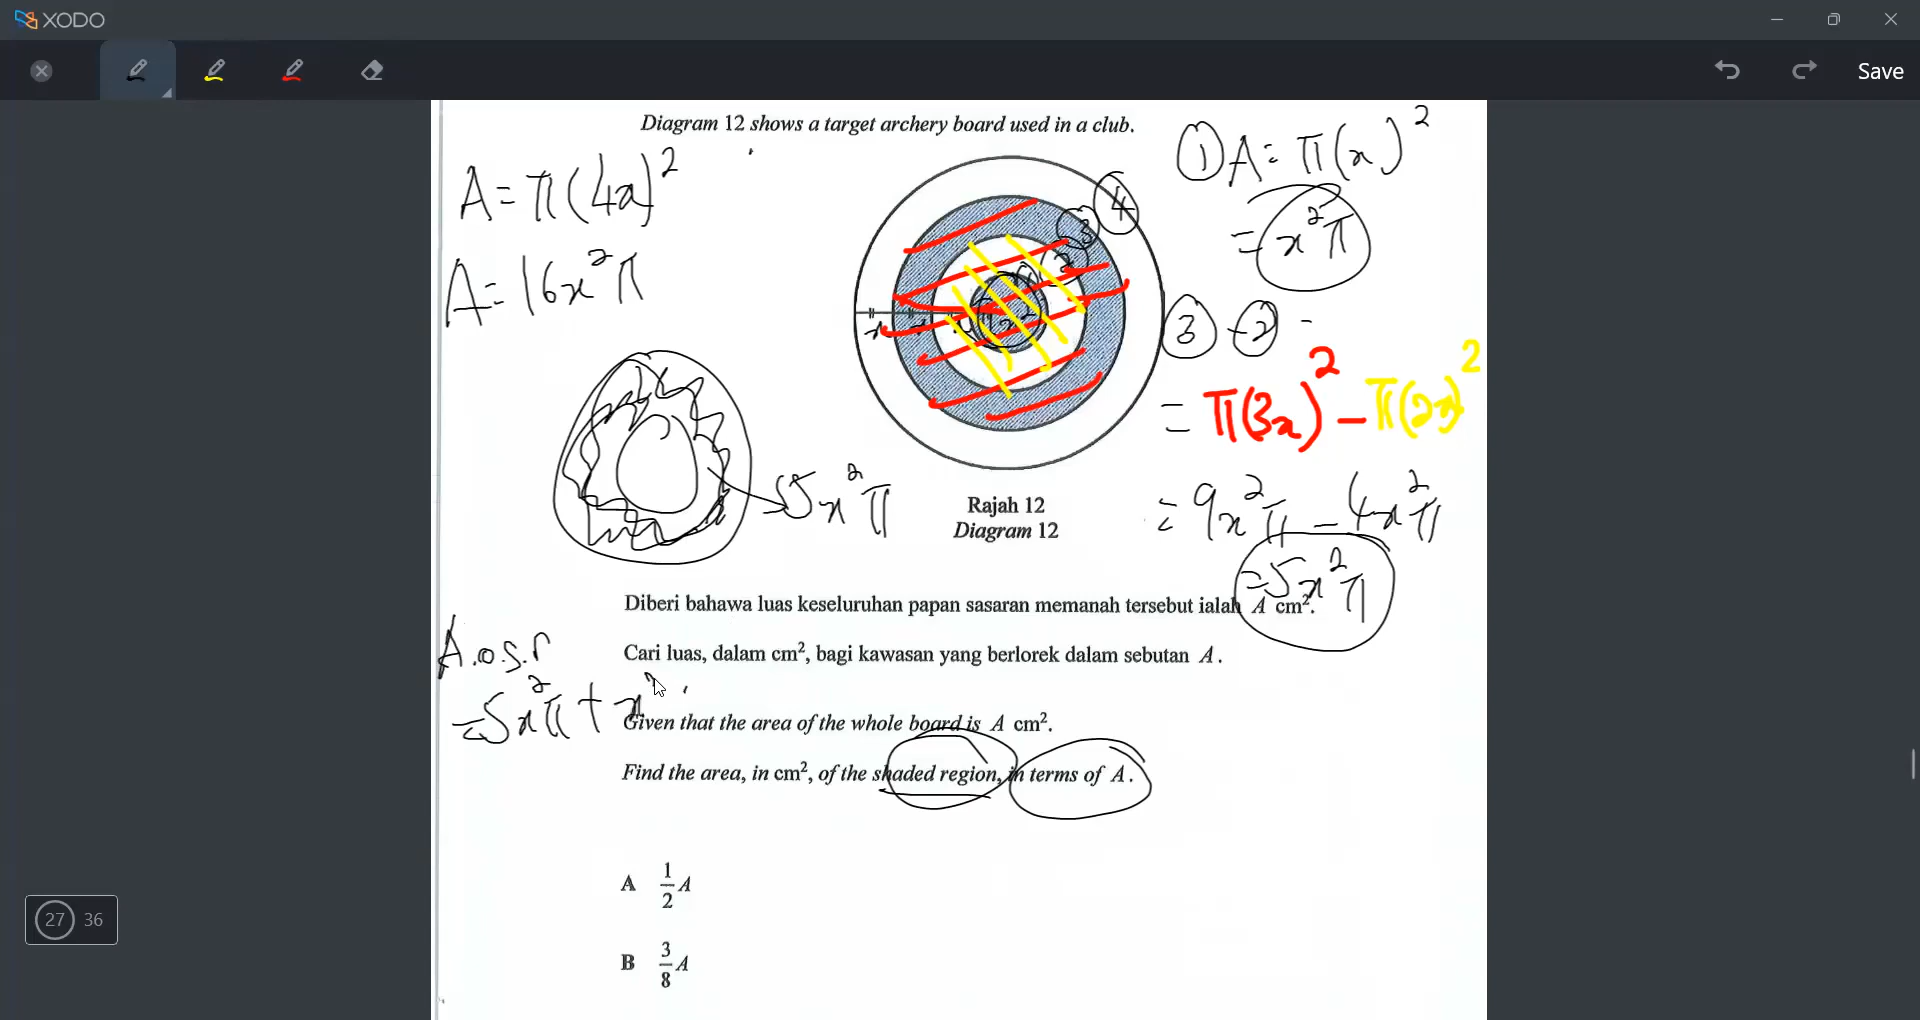 XODO
Save
Diagram 12 shows a target archery board used in a club.
A = π(4x)²
A = 16x²π
① A = π(x)²
= x²π
4
3
2
x
③ - ② =
= π(3x)² - π(2x)²
= 9x²π - 4x²π
= 5x²π
5x²π
Rajah 12
Diagram 12
Diberi bahawa luas keseluruhan papan sasaran memanah tersebut ialah A cm².
Cari luas, dalam cm², bagi kawasan yang berlorek dalam sebutan A.
A.o.s.r
= 5x²π + x²
Given that the area of the whole board is A cm².
Find the area, in cm², of the shaded region, in terms of A.
A 1/2 A
B 3/8 A
27 36